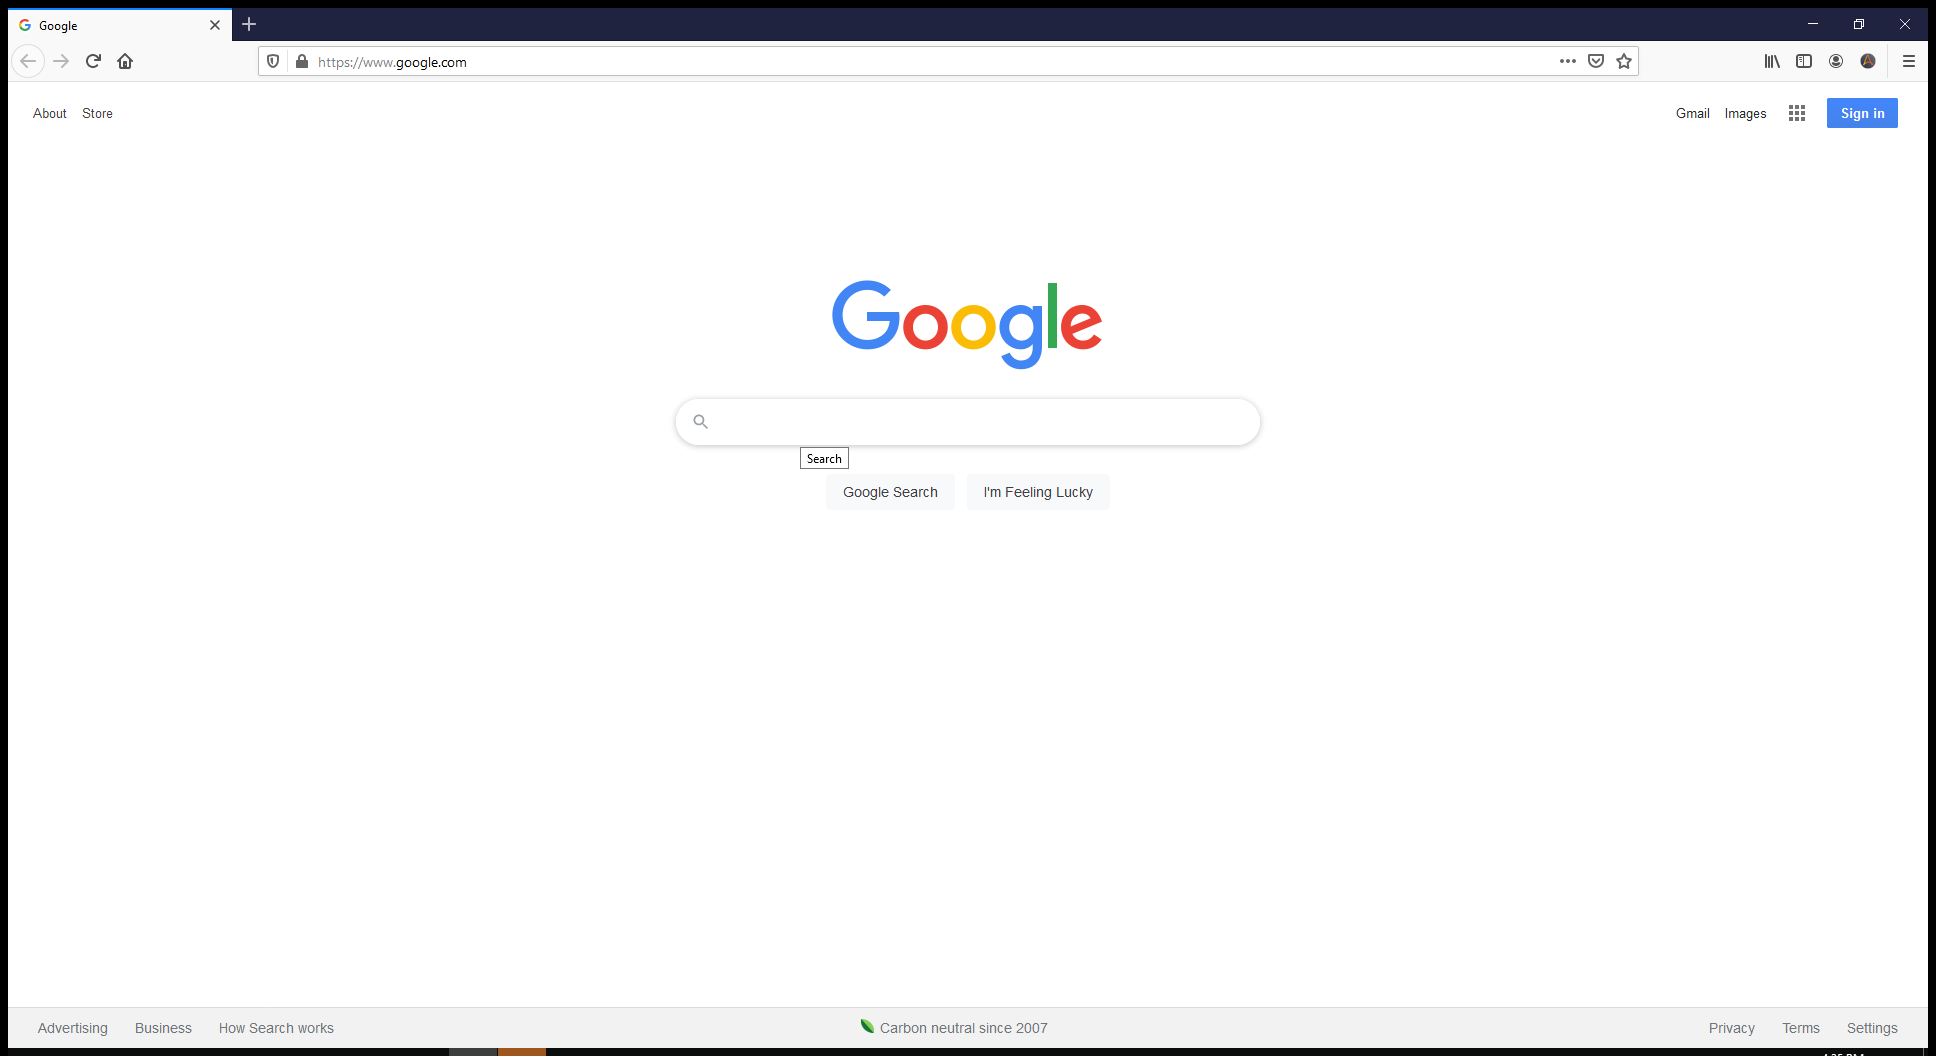 Google
https://www.google.com
About Store
Gmail Images Sign in
Google
Search
Google Search I'm Feeling Lucky
Advertising Business How Search works
Carbon neutral since 2007
Privacy Terms Settings